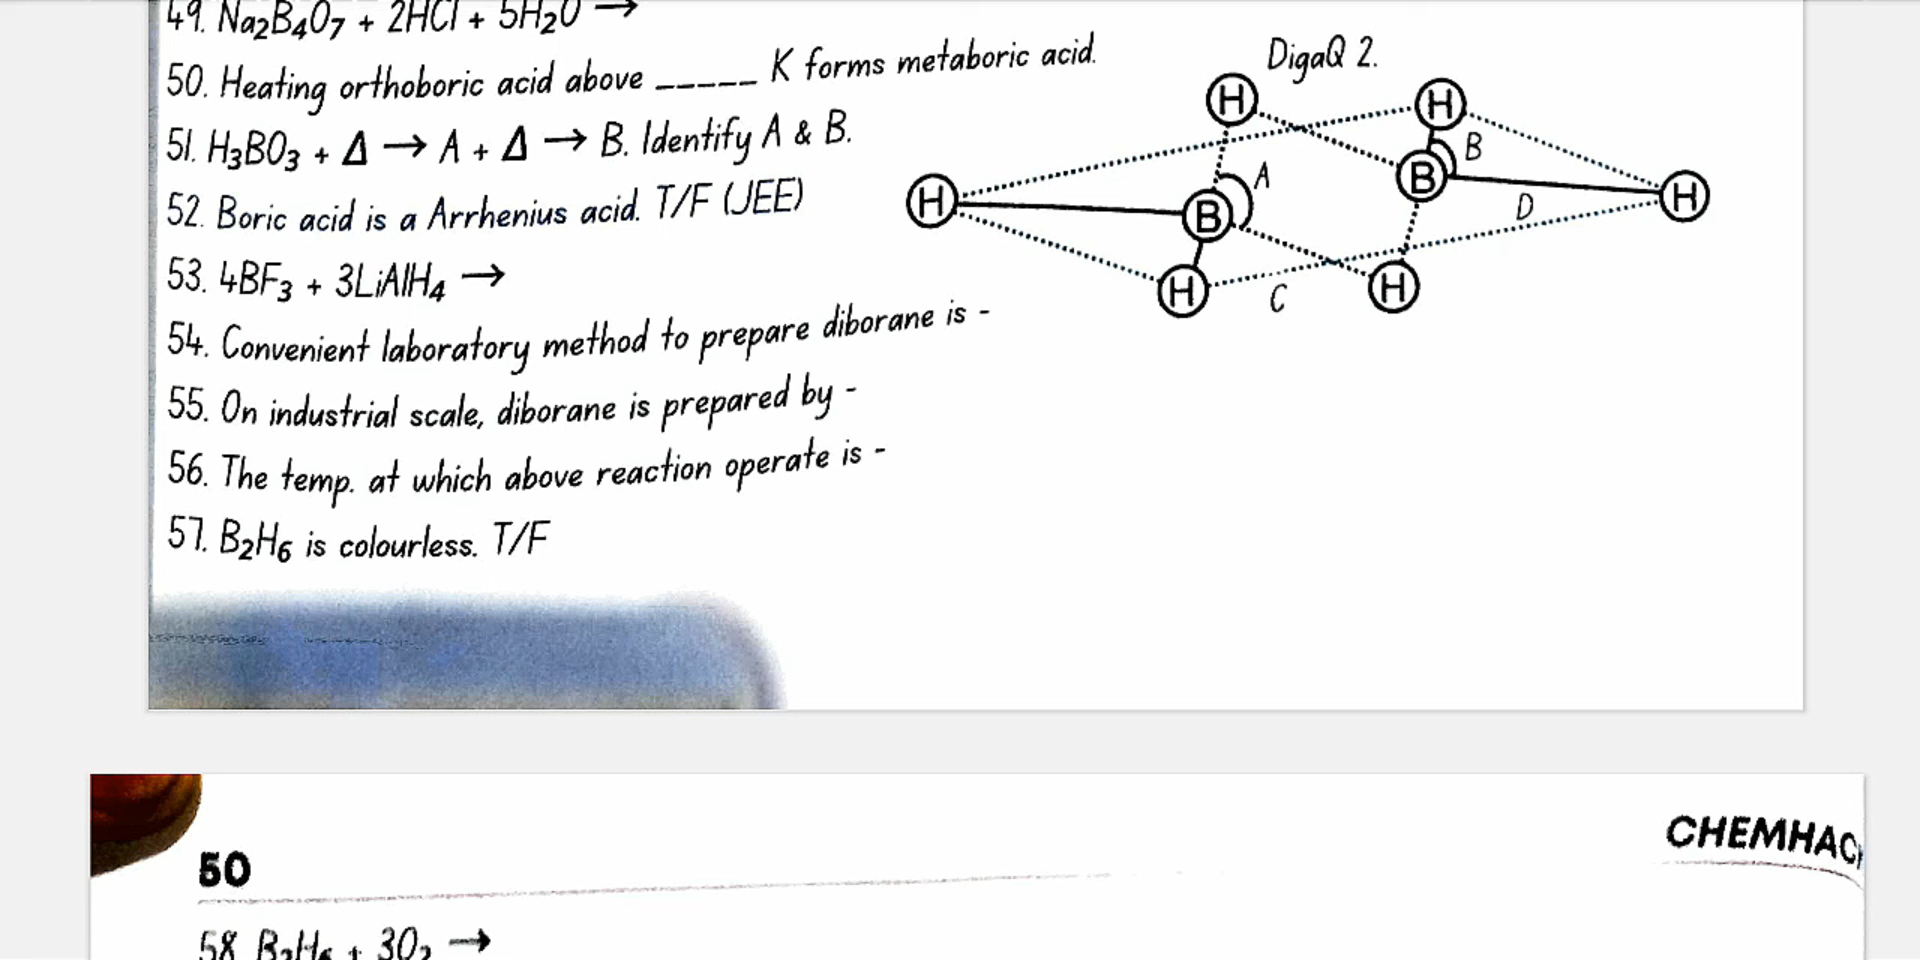 49. Na₂B₄O₇ + 2HCl + 5H₂O →
50. Heating orthoboric acid above _____ K forms metaboric acid.
51. H₃BO₃ + Δ → A + Δ → B. Identify A & B.
52. Boric acid is a Arrhenius acid. T/F (JEE)
53. 4BF₃ + 3LiAlH₄ →
54. Convenient laboratory method to prepare diborane is -
55. On industrial scale, diborane is prepared by -
56. The temp. at which above reaction operate is -
57. B₂H₆ is colourless. T/F
DigaQ 2.
H H
B
A B
H B D H
H C H
50
CHEMHAC
58. B₂H₆ + 3O₂ →